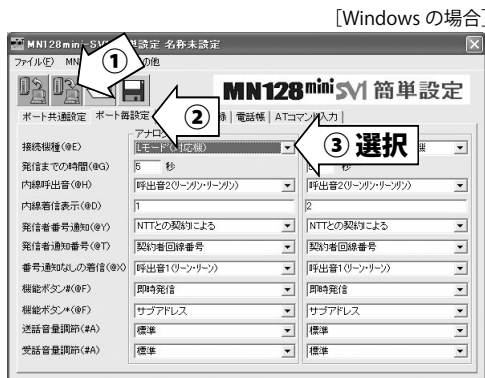 [Windows の場合]
MN128mini-SV1 簡単設定 名称未設定
ファイル(F) MN の他
①
MN128mini SV1 簡単設定
ポート共通設定 ポート毎設定 電話帳 ATコマンド入力
②
接続機種(@E) Lモード(対応機)
③ 選択
発信までの時間(@G) 5 秒 秒
内線呼出音(@H) 呼出音2(リーンリン・リーンリン) 呼出音2(リーンリン・リーンリン)
内線着信表示(@D) 1 2
発信者番号通知(@Y) NTTとの契約による NTTとの契約による
発信者通知番号(@T) 契約者回線番号 契約者回線番号
番号通知なしの着信(@X) 呼出音1(リーン・リーン) 呼出音1(リーン・リーン)
機能ボタン#(@F) 即時発信 即時発信
機能ボタン*(@F) サブアドレス サブアドレス
送話音量調節(#A) 標準 標準
受話音量調節(#A) 標準 標準